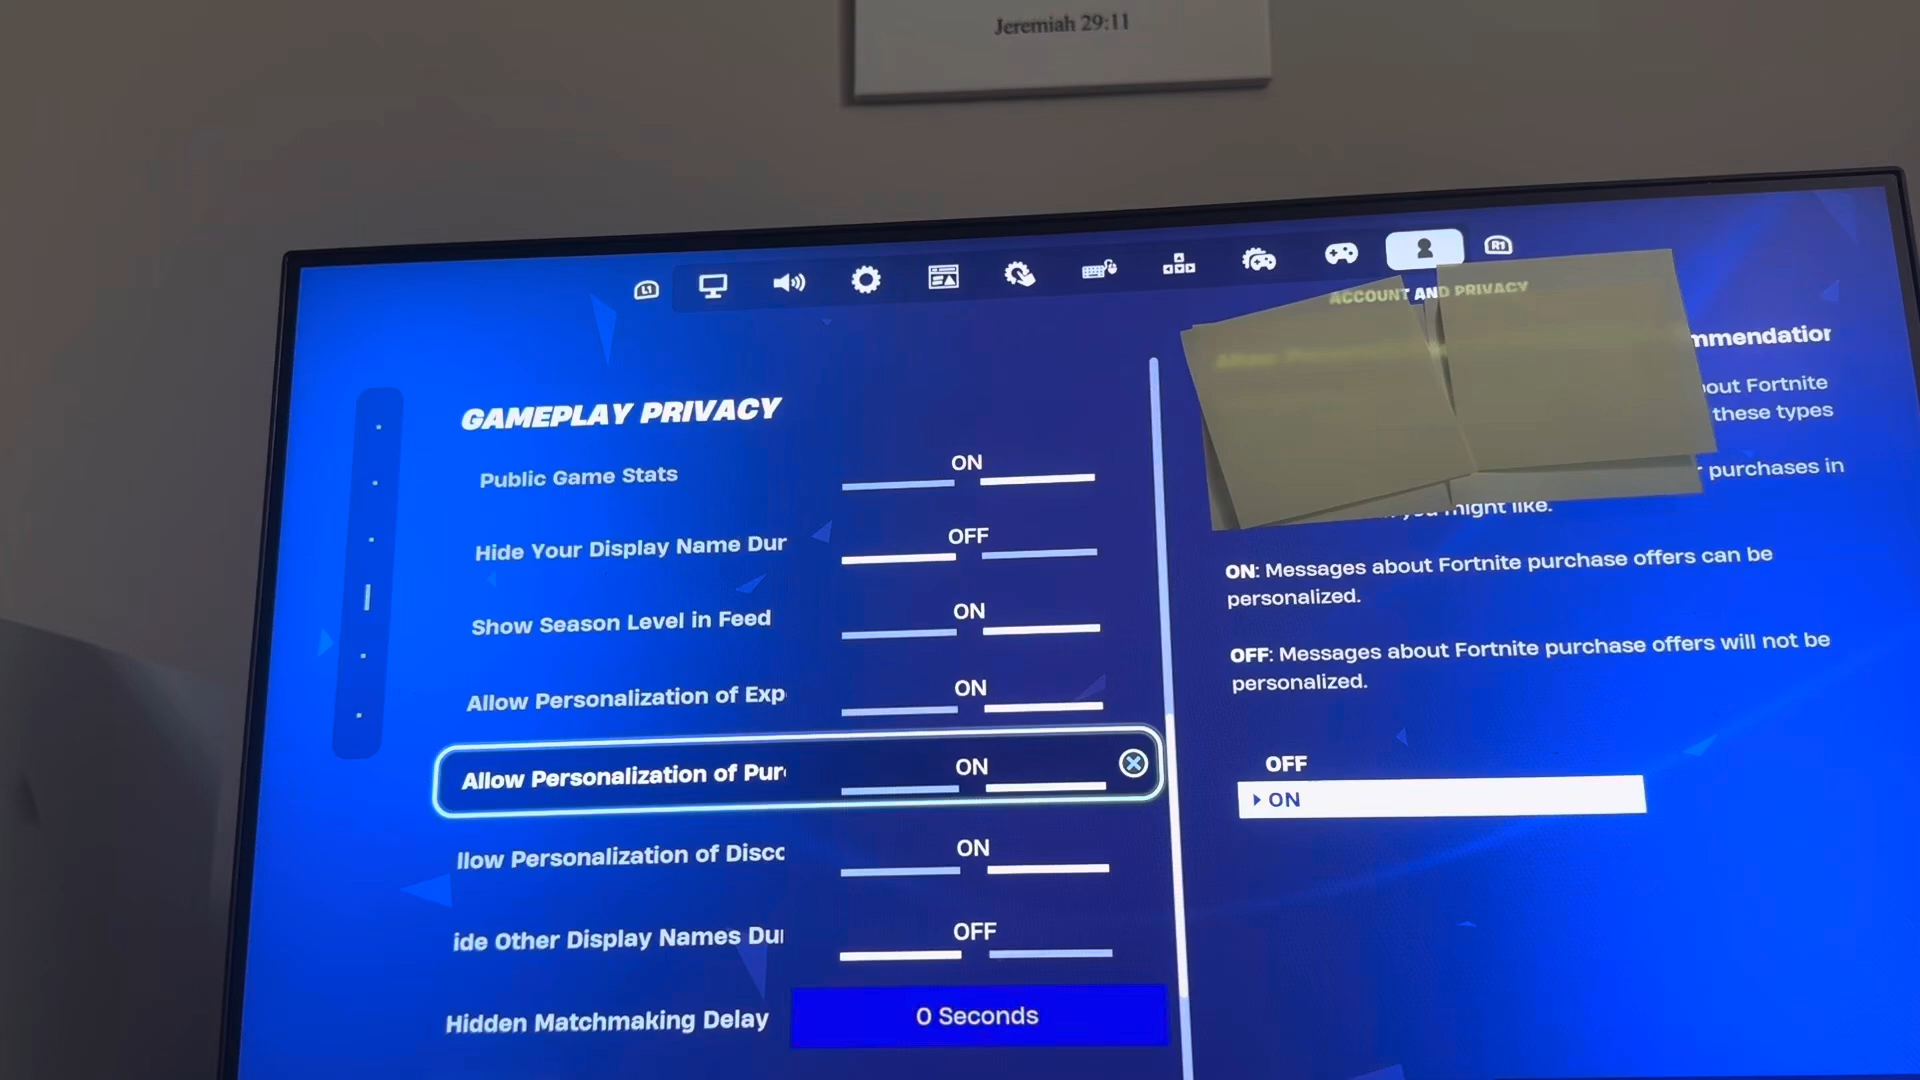 Jeremiah 29:11
L1
R1
ACCOUNT AND PRIVACY
GAMEPLAY PRIVACY
Public Game Stats ON
Hide Your Display Name Dur OFF
Show Season Level in Feed ON
Allow Personalization of Exp ON
Allow Personalization of Pur ON
llow Personalization of Disco ON
ide Other Display Names Du OFF
Hidden Matchmaking Delay 0 Seconds
mmendation
out Fortnite
these types
purchases in
might like.
ON: Messages about Fortnite purchase offers can be
personalized.
OFF: Messages about Fortnite purchase offers will not be
personalized.
OFF
ON